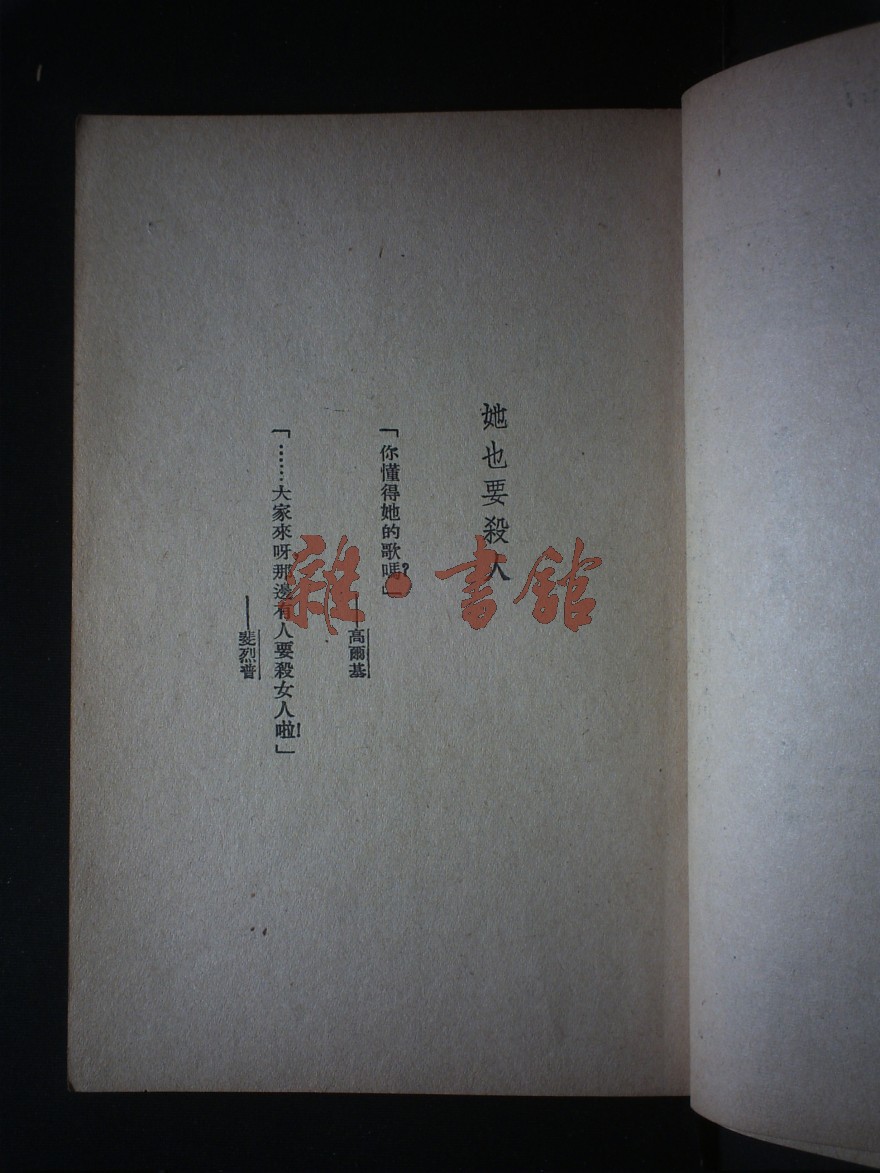 她也要殺人
「你懂得她的歌嗎?」
——高爾基
「……大家來呀,那邊有人要殺女人啦!」
——斐烈普
雜·書館